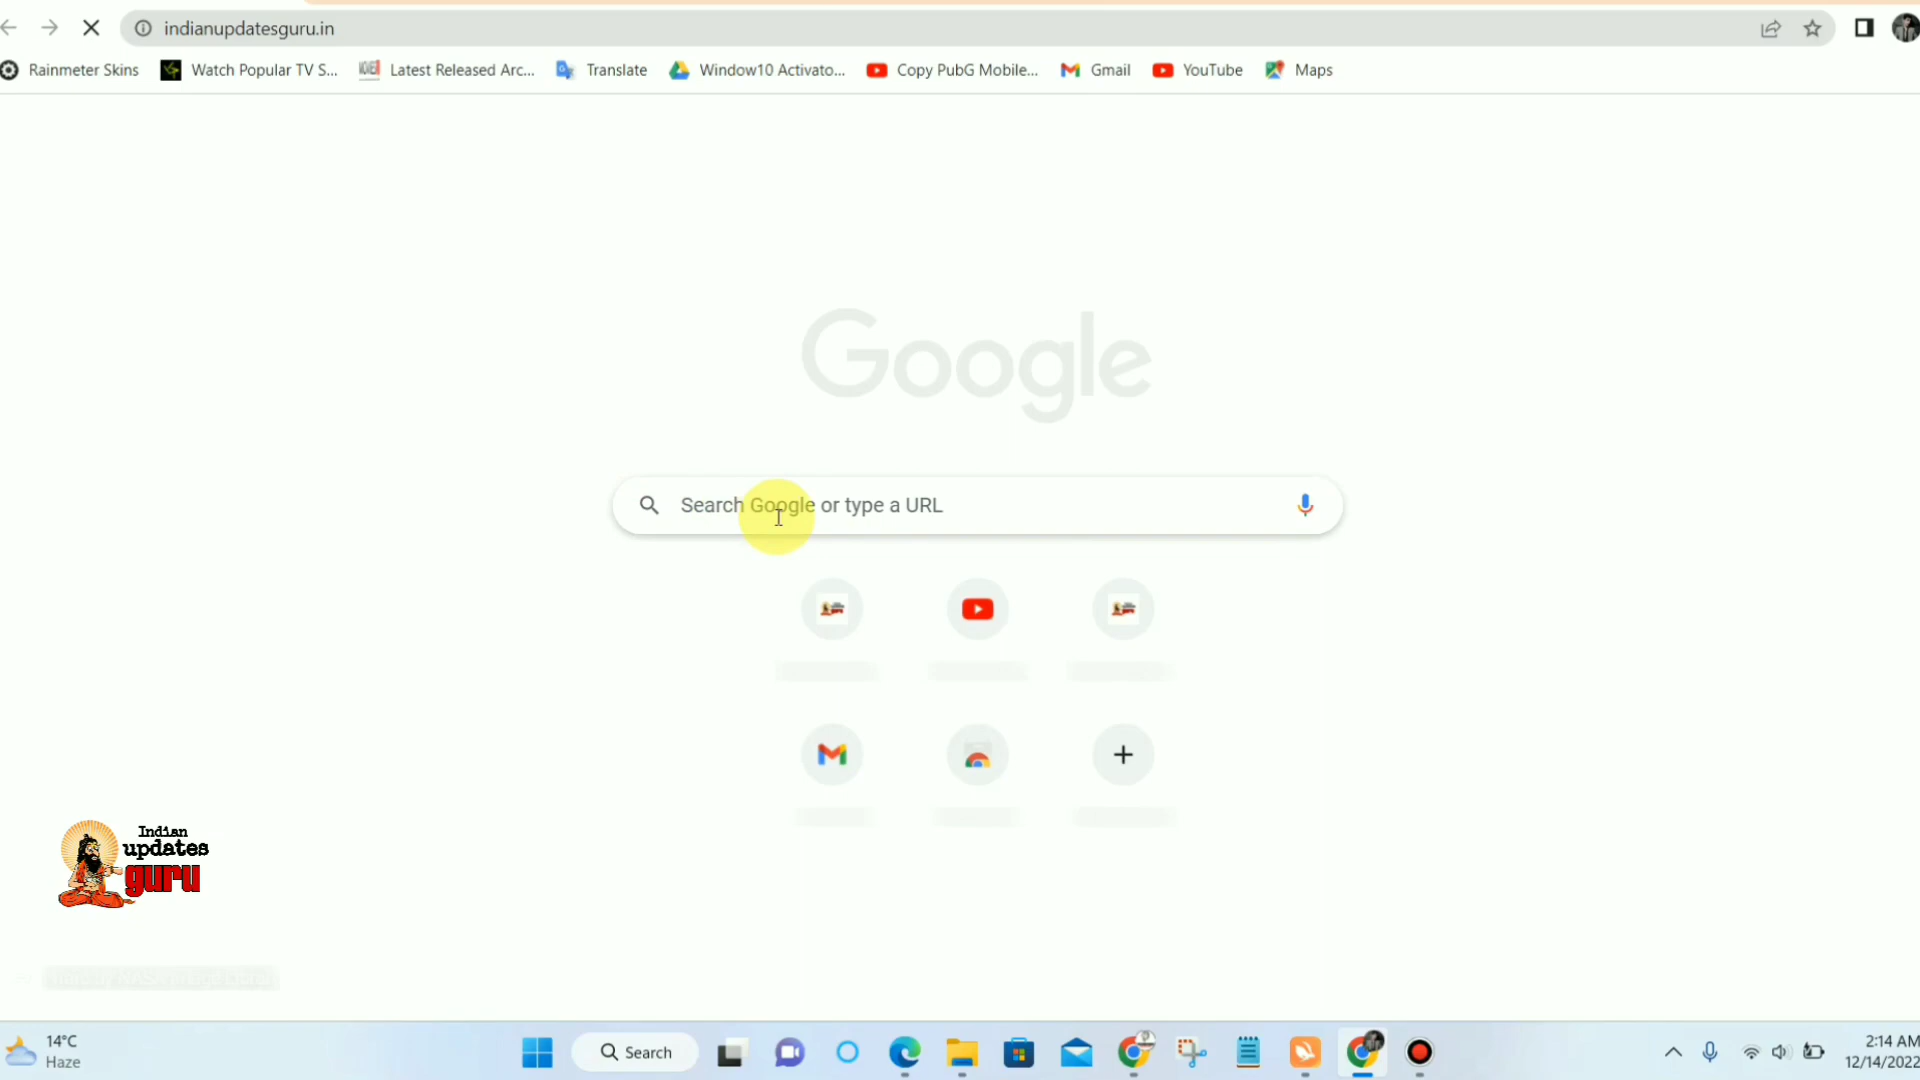 indianupdatesguru.in
Rainmeter Skins
Watch Popular TV S...
Latest Released Arc...
Translate
Window10 Activato...
Copy PubG Mobile...
Gmail
YouTube
Maps
Google
Search Google or type a URL
Indian
updates
guru
14°C
Haze
Search
2:14 AM
12/14/2022